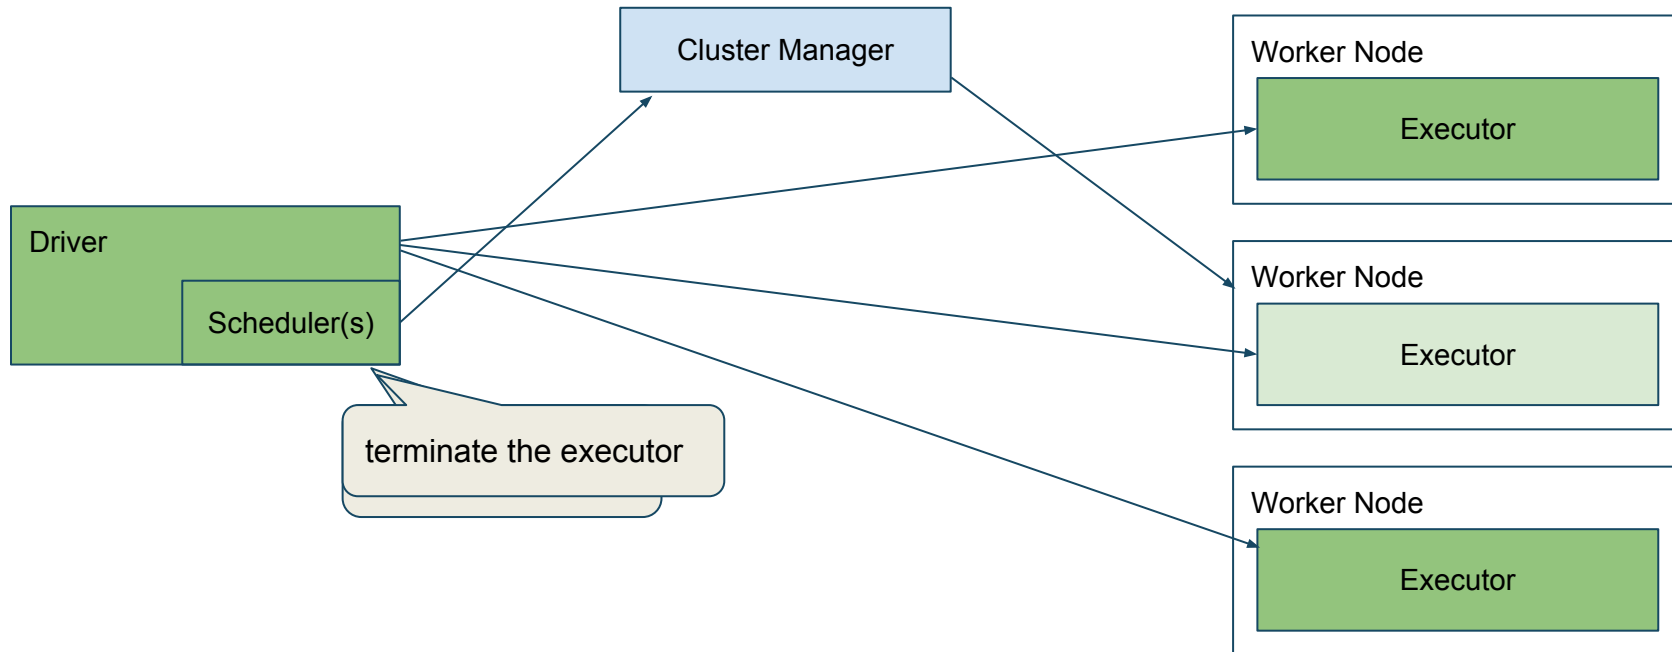 Cluster Manager
Worker Node
Executor
Driver
Scheduler(s)
Worker Node
Executor
terminate the executor
Worker Node
Executor